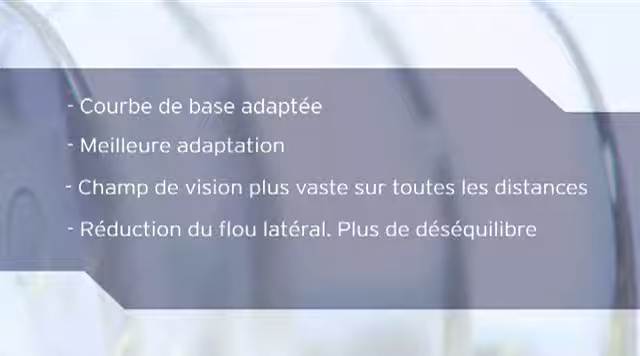 - Courbe de base adaptée
- Meilleure adaptation
- Champ de vision plus vaste sur toutes les distances
- Réduction du flou latéral. Plus de déséquilibre